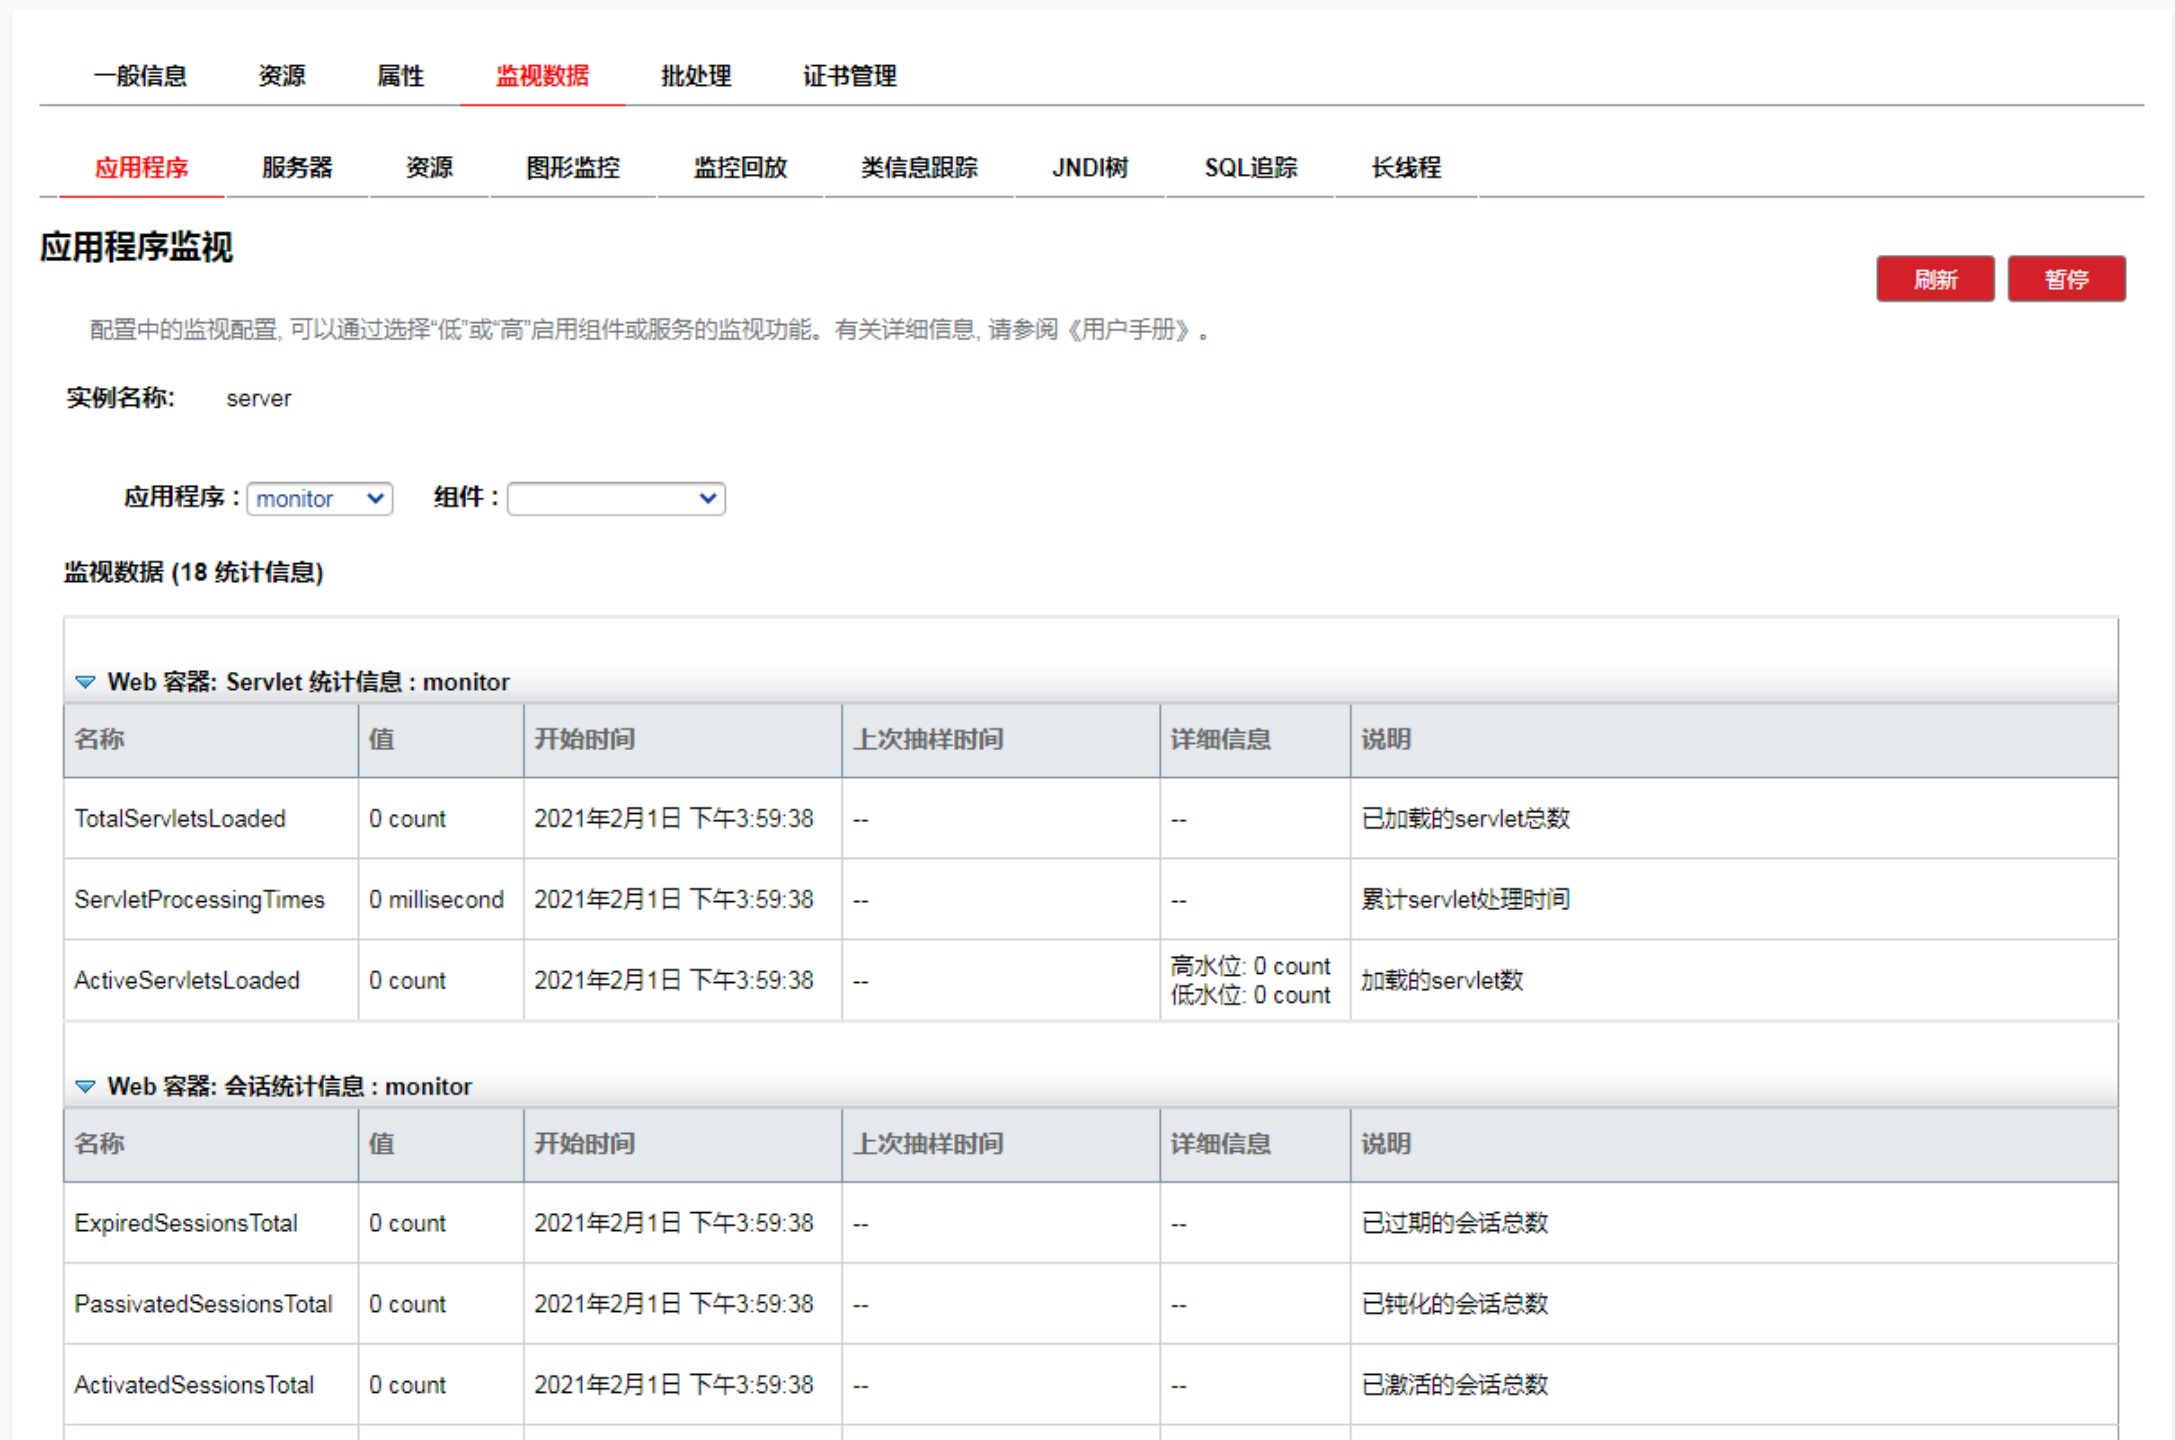 一般信息 资源 属性 监视数据 批处理 证书管理
应用程序 服务器 资源 图形监控 监控回放 类信息跟踪 JNDI树 SQL追踪 长线程
应用程序监视
刷新 暂停
配置中的监视配置, 可以通过选择“低”或“高”启用组件或服务的监视功能。有关详细信息, 请参阅《用户手册》。
实例名称: server
应用程序 : monitor 组件 :
监视数据 (18 统计信息)
Web 容器: Servlet 统计信息 : monitor
名称 值 开始时间 上次抽样时间 详细信息 说明
TotalServletsLoaded 0 count 2021年2月1日 下午3:59:38 -- -- 已加载的servlet总数
ServletProcessingTimes 0 millisecond 2021年2月1日 下午3:59:38 -- -- 累计servlet处理时间
ActiveServletsLoaded 0 count 2021年2月1日 下午3:59:38 -- 高水位: 0 count 加载的servlet数
低水位: 0 count
Web 容器: 会话统计信息 : monitor
名称 值 开始时间 上次抽样时间 详细信息 说明
ExpiredSessionsTotal 0 count 2021年2月1日 下午3:59:38 -- -- 已过期的会话总数
PassivatedSessionsTotal 0 count 2021年2月1日 下午3:59:38 -- -- 已钝化的会话总数
ActivatedSessionsTotal 0 count 2021年2月1日 下午3:59:38 -- -- 已激活的会话总数